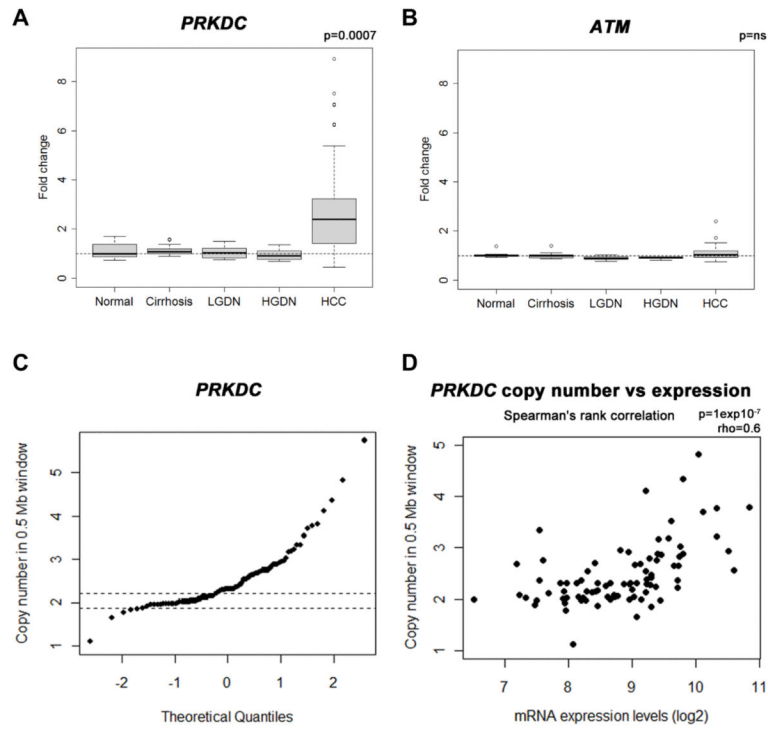 A
PRKDC
p=0.0007
Fold change
8
6
4
2
0
Normal Cirrhosis LGDN HGDN HCC
B
ATM
p=ns
Fold change
8
6
4
2
0
Normal Cirrhosis LGDN HGDN HCC
C
PRKDC
Copy number in 0.5 Mb window
5
4
3
2
1
-2 -1 0 1 2
Theoretical Quantiles
D
PRKDC copy number vs expression
Spearman's rank correlation
p=1exp10-7
rho=0.6
Copy number in 0.5 Mb window
5
4
3
2
1
7 8 9 10 11
mRNA expression levels (log2)